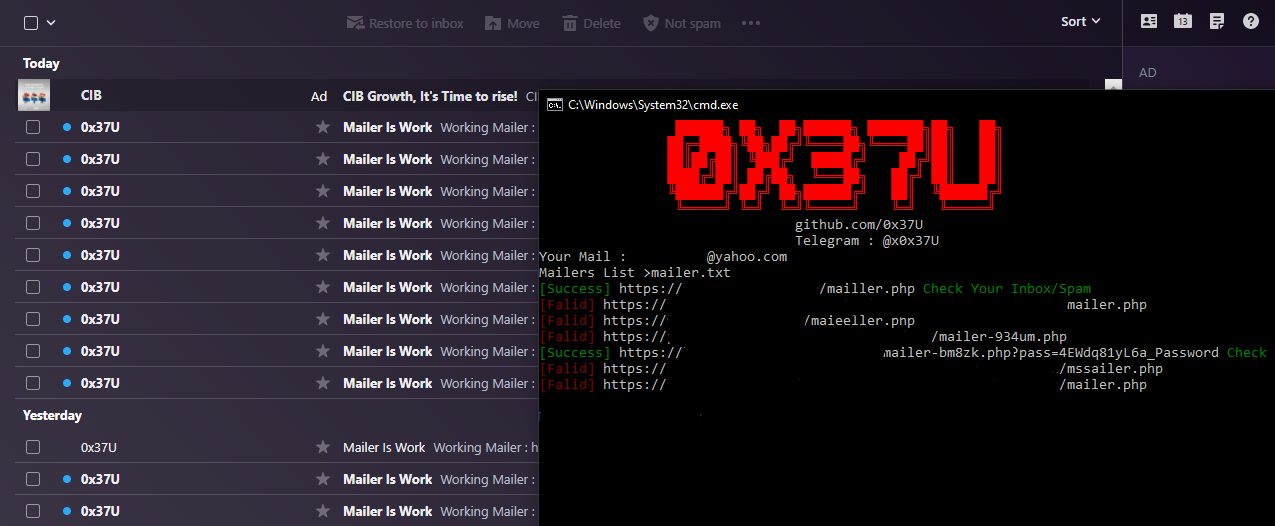 Restore to inbox Move Delete Not spam Sort 13
Today
AD
CIB Ad CIB Growth, It's Time to rise! CI
0x37U Mailer Is Work Working Mailer :
0x37U Mailer Is Work Working Mailer :
0x37U Mailer Is Work Working Mailer :
0x37U Mailer Is Work Working Mailer :
0x37U Mailer Is Work Working Mailer :
0x37U Mailer Is Work Working Mailer :
0x37U Mailer Is Work Working Mailer :
0x37U Mailer Is Work Working Mailer :
0x37U Mailer Is Work Working Mailer :
Yesterday
0x37U Mailer Is Work Working Mailer : h
0x37U Mailer Is Work Working Mailer :
0x37U Mailer Is Work Working Mailer :
C:\Windows\System32\cmd.exe
0X37U
github.com/0x37U
Telegram : @x0x37U
Your Mail : @yahoo.com
Mailers List >mailer.txt
[Success] https:// /mailler.php Check Your Inbox/Spam
[Falid] https:// mailer.php
[Falid] https:// /maieeller.pnp
[Falid] https:// /mailer-934um.php
[Success] https:// mailer-bm8zk.php?pass=4EWdq81yL6a_Password Check
[Falid] https:// /mssailer.php
[Falid] https:// /mailer.php